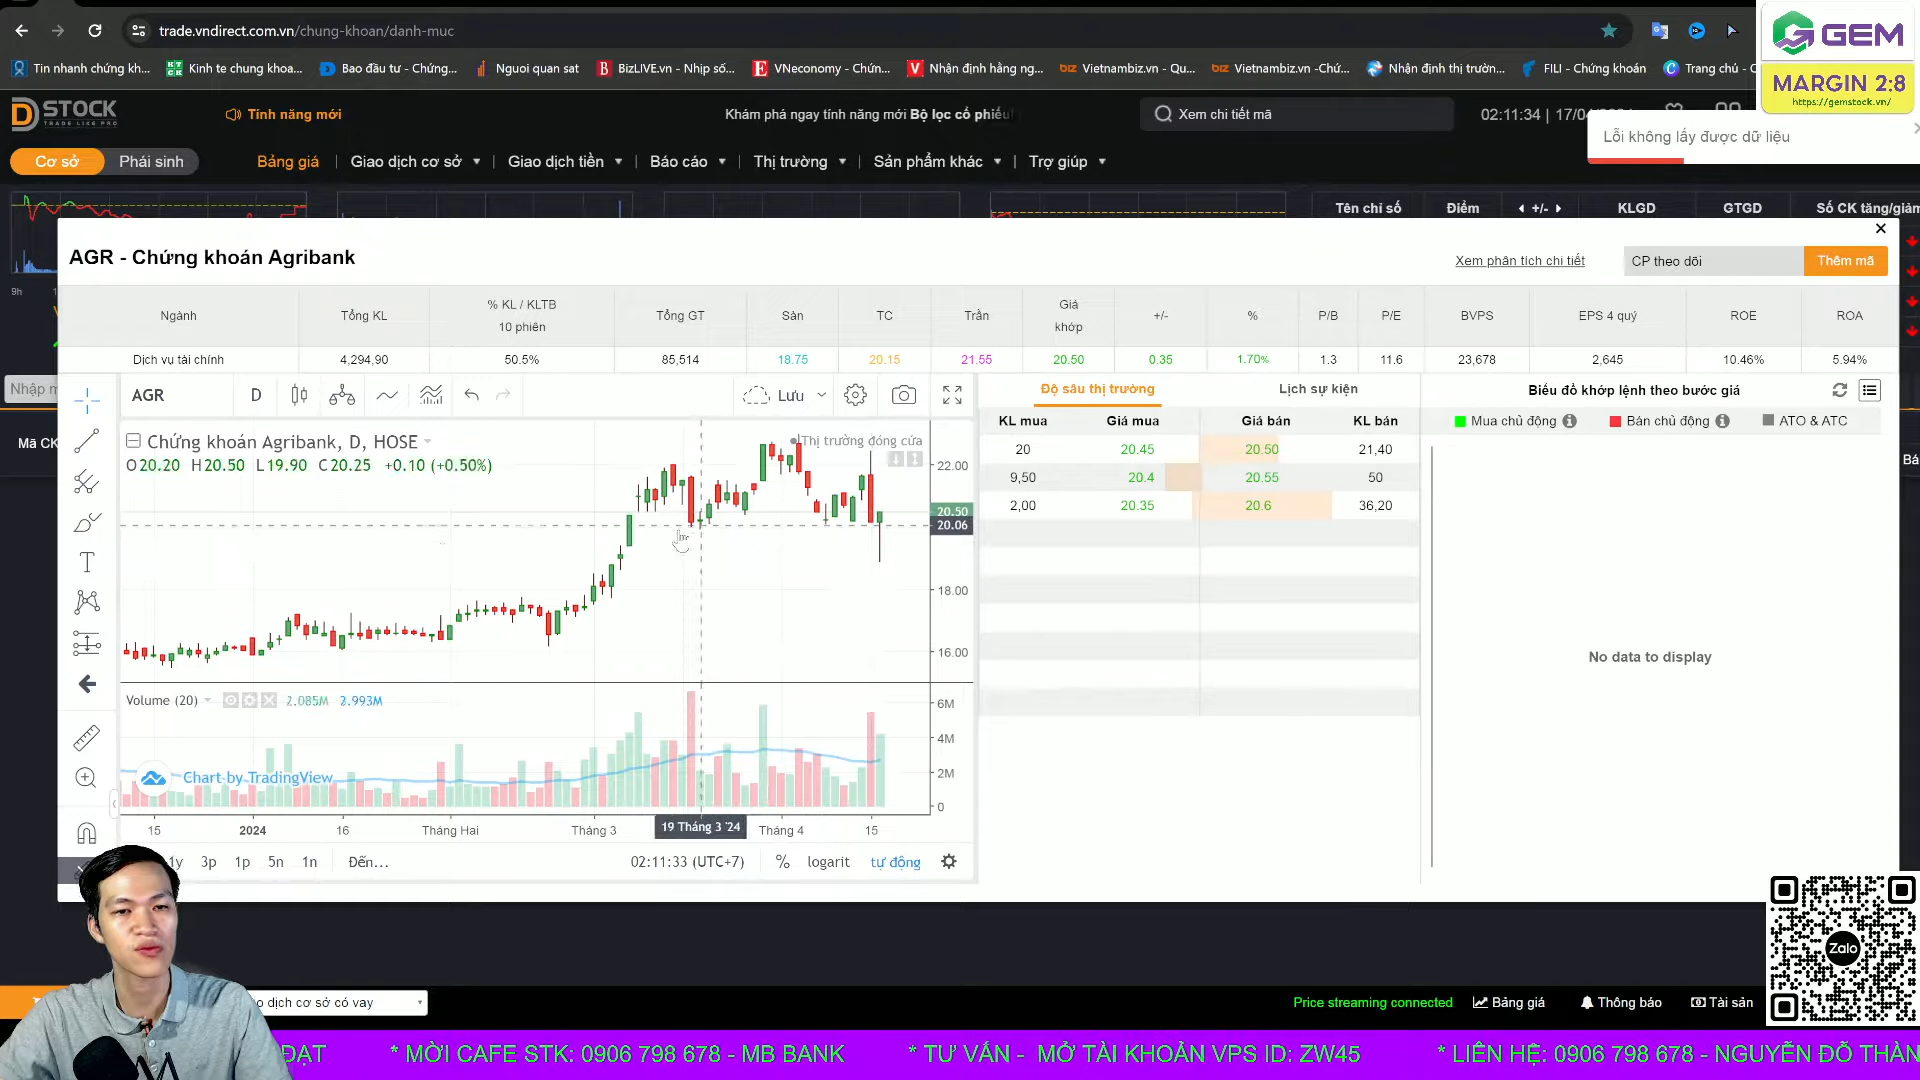 trade.vndirect.com.vn/chung-khoan/danh-muc
GEM
MARGIN 2:8
https://gemstock.vn/
Tin nhanh chứng kh...
Kinh te chung khoa...
Bao đầu tư - Chứng...
Nguoi quan sat
BizLIVE.vn - Nhịp số...
VNeconomy - Chứn...
Nhận định hằng ng...
Vietnambiz.vn - Qu...
Vietnambiz.vn -Chứ...
Nhận định thị trườn...
FILI - Chứng khoán
Trang chủ - C
DSTOCK
TRADE LIKE PRO
Tính năng mới
Khám phá ngay tính năng mới Bộ lọc cổ phiếu
Xem chi tiết mã
02:11:34 | 17/0
Lỗi không lấy được dữ liệu
Cơ sở
Phái sinh
Bảng giá
Giao dịch cơ sở
Giao dịch tiền
Báo cáo
Thị trường
Sản phẩm khác
Trợ giúp
Tên chỉ số
Điểm
+/-
KLGD
GTGD
Số CK tăng/giảm
9h
AGR - Chứng khoán Agribank
Xem phân tích chi tiết
CP theo dõi
Thêm mã
Ngành
Tổng KL
% KL / KLTB
10 phiên
Tổng GT
Sàn
TC
Trần
Giá
khớp
+/-
%
P/B
P/E
BVPS
EPS 4 quý
ROE
ROA
Dịch vụ tài chính
4,294,90
50.5%
85,514
18.75
20.15
21.55
20.50
0.35
1.70%
1.3
11.6
23,678
2,645
10.46%
5.94%
Nhập m
Mã CK
AGR
D
Lưu
Chứng khoán Agribank, D, HOSE
Thị trường đóng cửa
O20.20 H20.50 L19.90 C20.25 +0.10 (+0.50%)
22.00
20.50
20.06
18.00
16.00
Volume (20)
2.085M
2.993M
6M
4M
2M
0
Chart by TradingView
15
2024
16
Tháng Hai
Tháng 3
19 Tháng 3 '24
Tháng 4
15
1y
3p
1p
5n
1n
Đến...
02:11:33 (UTC+7)
%
logarit
tự động
Độ sâu thị trường
Lịch sự kiện
KL mua
Giá mua
Giá bán
KL bán
20
20.45
20.50
21,40
9,50
20.4
20.55
50
2,00
20.35
20.6
36,20
Biểu đồ khớp lệnh theo bước giá
Mua chủ động
Bán chủ động
ATO & ATC
No data to display
Bá
o dịch cơ sở có vay
Price streaming connected
Bảng giá
Thông báo
Tài sản
Zalo
ĐẠT
* MỜI CAFE STK: 0906 798 678 - MB BANK
* TƯ VẤN - MỞ TÀI KHOẢN VPS ID: ZW45
* LIÊN HỆ: 0906 798 678 - NGUYỄN ĐỖ THÀN